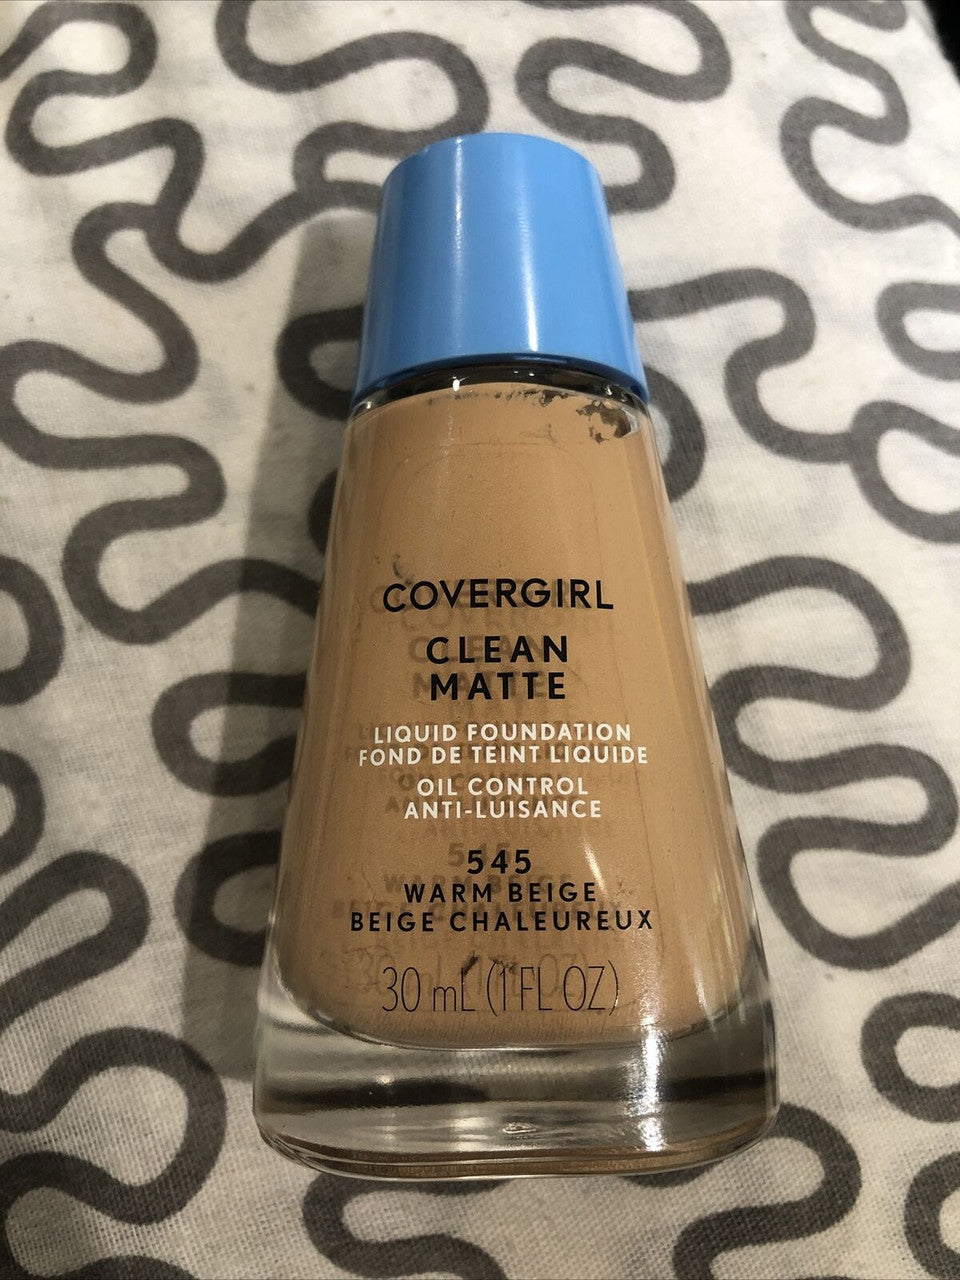 COVERGIRL
CLEAN
MATTE
LIQUID FOUNDATION
FOND DE TEINT LIQUIDE
OIL CONTROL
ANTI-LUISANCE
545
WARM BEIGE
BEIGE CHALEUREUX
30 mL (1 FL OZ)